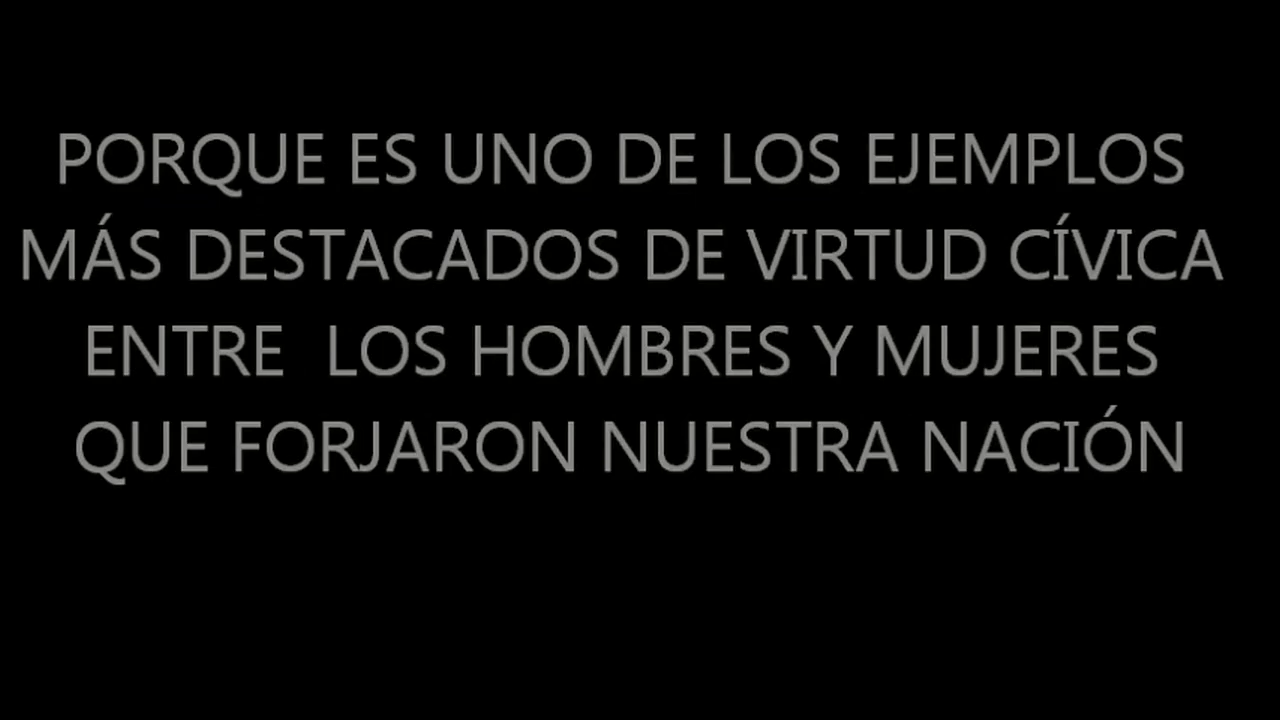 PORQUE ES UNO DE LOS EJEMPLOS
MÁS DESTACADOS DE VIRTUD CÍVICA
ENTRE  LOS HOMBRES Y MUJERES
QUE FORJARON NUESTRA NACIÓN